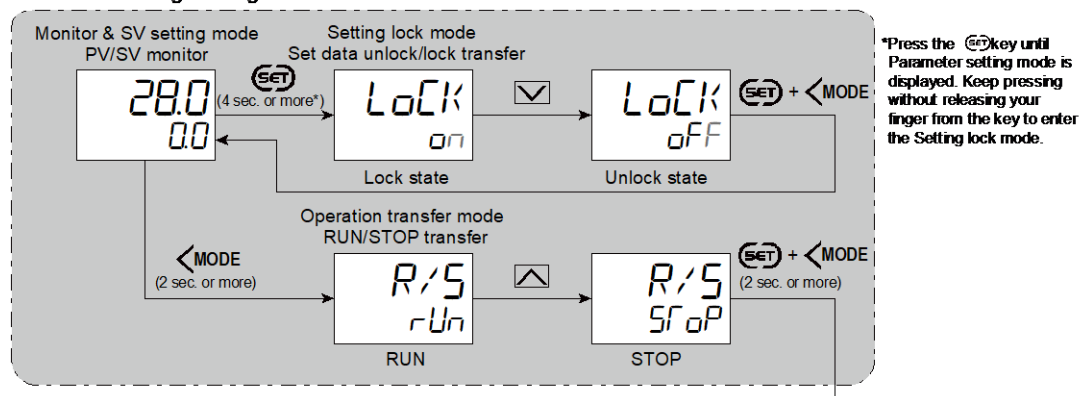 Monitor & SV setting mode
PV/SV monitor
Setting lock mode
Set data unlock/lock transfer
28.0
0.0
SET
(4 sec. or more*)
LoCK
on
LoCK
oFF
SET + <MODE
Lock state
Unlock state
*Press the SET key until
Parameter setting mode is
displayed. Keep pressing
without releasing your
finger from the key to enter
the Setting lock mode.
Operation transfer mode
RUN/STOP transfer
<MODE
(2 sec. or more)
R/S
rUn
R/S
SToP
SET + <MODE
(2 sec. or more)
RUN
STOP